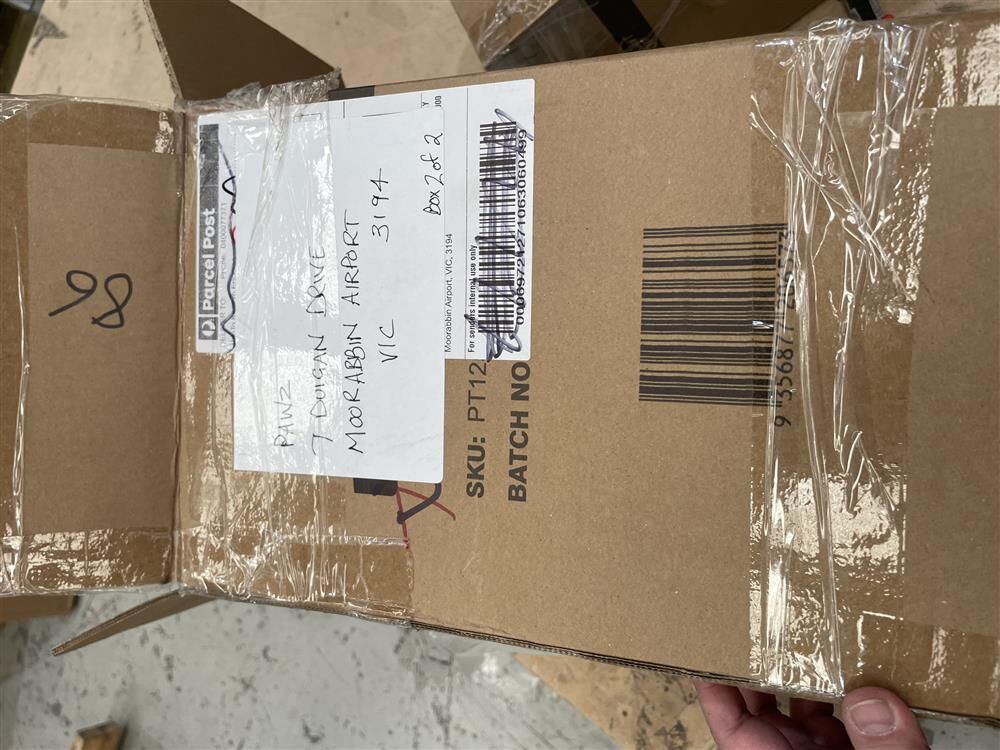 Parcel Post
PAWZ
7 DUIGAN DRIVE
MOORABBIN AIRPORT
VIC 3194
Box 2 of 2
Moorabbin Airport, VIC, 3194
For senders internal use only
SKU: PT12
BATCH NO
86